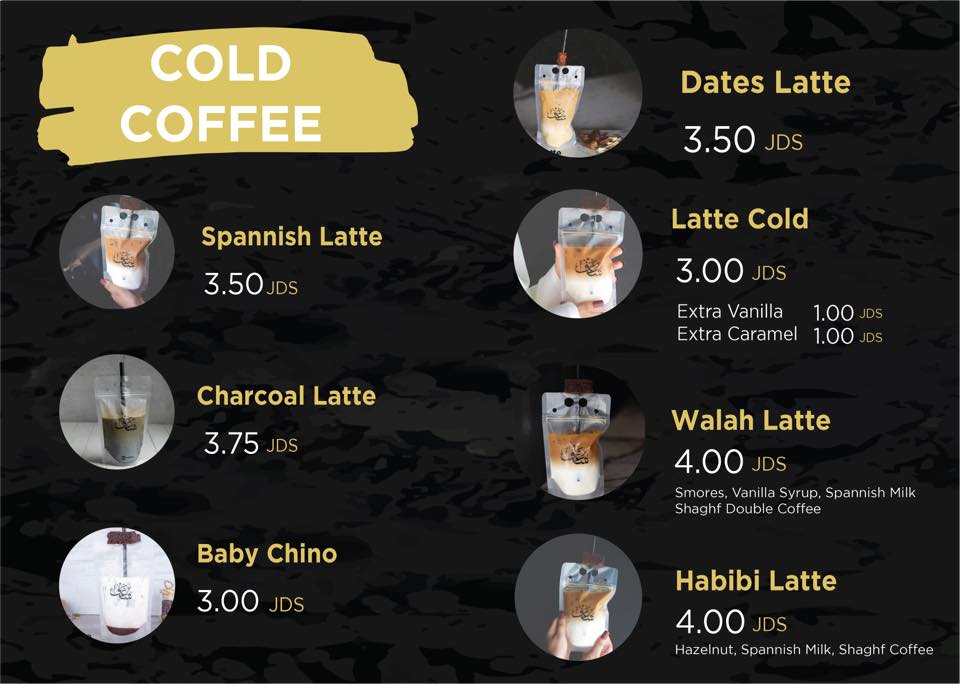 COLD
COFFEE
Spannish Latte
3.50 JDS
Charcoal Latte
3.75 JDS
Baby Chino
3.00 JDS
Dates Latte
3.50 JDS
Latte Cold
3.00 JDS
Extra Vanilla 1.00 JDS
Extra Caramel 1.00 JDS
Walah Latte
4.00 JDS
Smores, Vanilla Syrup, Spannish Milk
Shaghf Double Coffee
Habibi Latte
4.00 JDS
Hazelnut, Spannish Milk, Shaghf Coffee